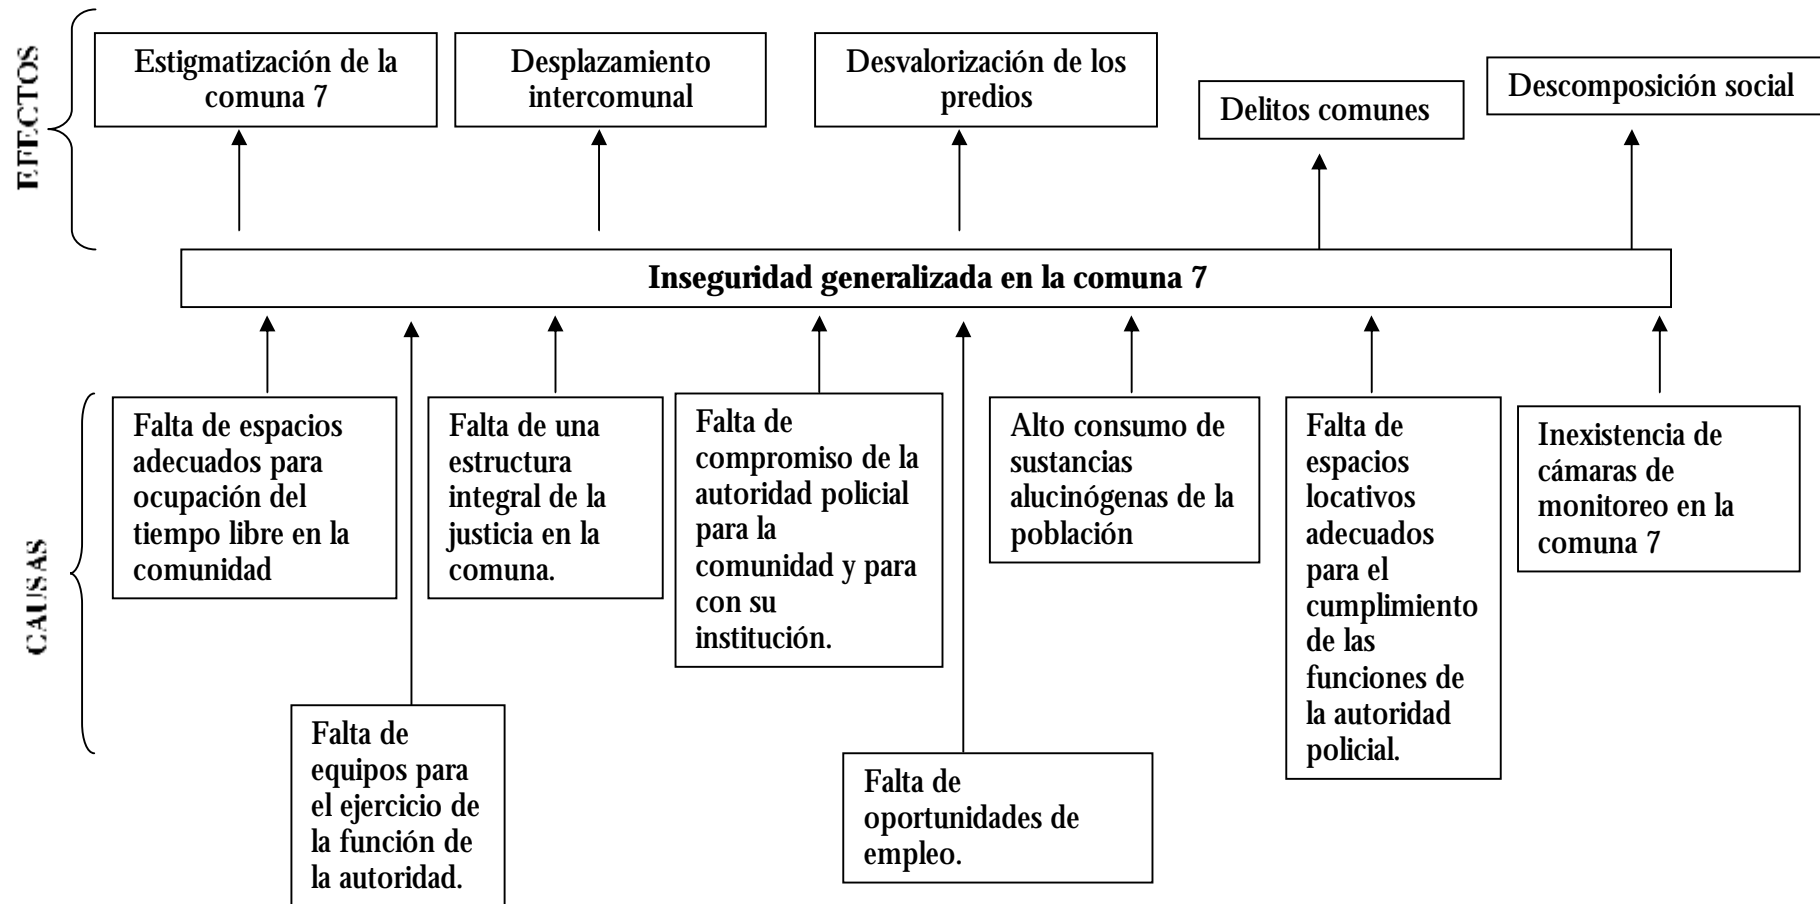 EFECTOS
Estigmatización de la
comuna 7
Desplazamiento
intercomunal
Desvalorización de los
predios
Delitos comunes
Descomposición social
Inseguridad generalizada en la comuna 7
CAUSAS
Falta de espacios
adecuados para
ocupación del
tiempo libre en la
comunidad
Falta de una
estructura
integral de la
justicia en la
comuna.
Falta de
compromiso de la
autoridad policial
para la
comunidad y para
con su
institución.
Alto consumo de
sustancias
alucinógenas de la
población
Falta de
espacios
locativos
adecuados
para el
cumplimiento
de las
funciones de
la autoridad
policial.
Inexistencia de
cámaras de
monitoreo en la
comuna 7
Falta de
equipos para
el ejercicio de
la función de
la autoridad.
Falta de
oportunidades de
empleo.